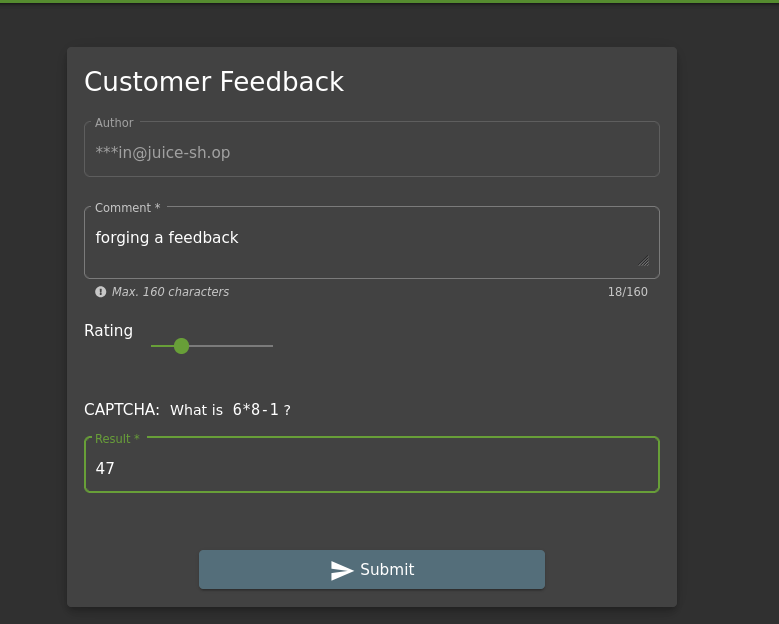 Customer Feedback
Author
***in@juice-sh.op
Comment *
forging a feedback
Max. 160 characters 18/160
Rating
CAPTCHA: What is 6*8-1 ?
Result *
47
Submit